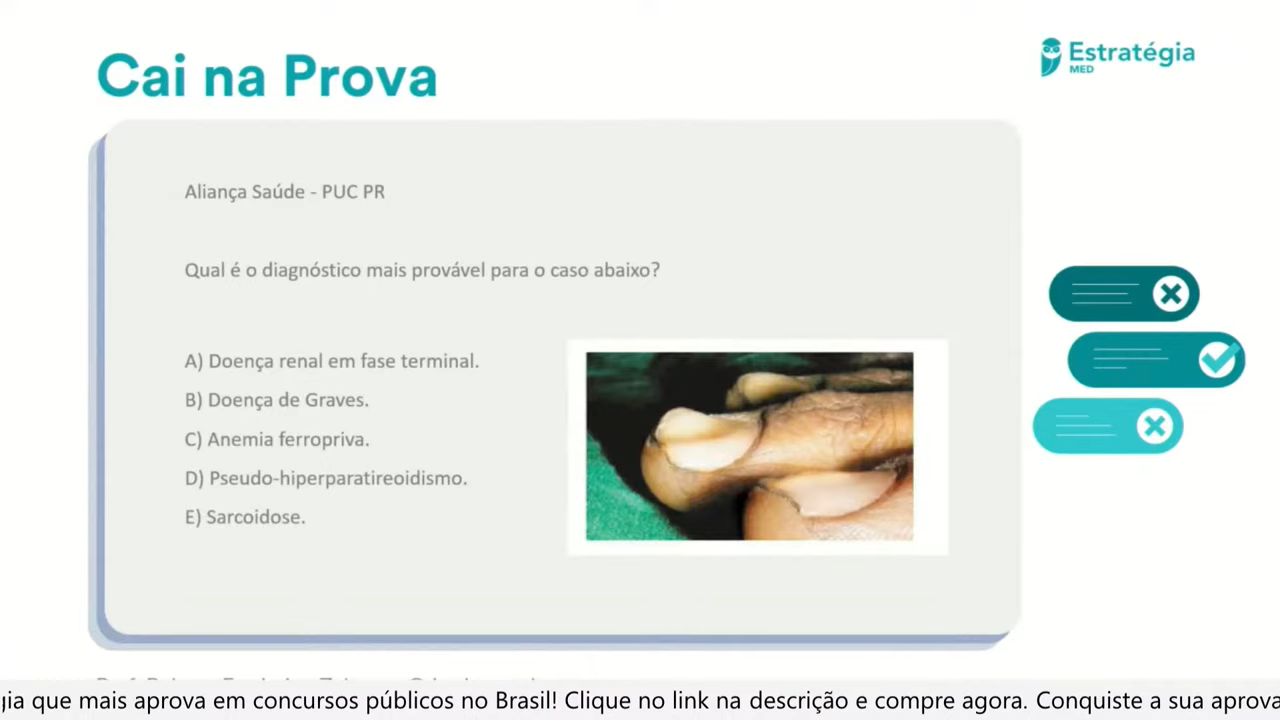 Cai na Prova
Estratégia
MED
Aliança Saúde - PUC PR
Qual é o diagnóstico mais provável para o caso abaixo?
A) Doença renal em fase terminal.
B) Doença de Graves.
C) Anemia ferropriva.
D) Pseudo-hiperparatireoidismo.
E) Sarcoidose.
gia que mais aprova em concursos públicos no Brasil! Clique no link na descrição e compre agora. Conquiste a sua aprova